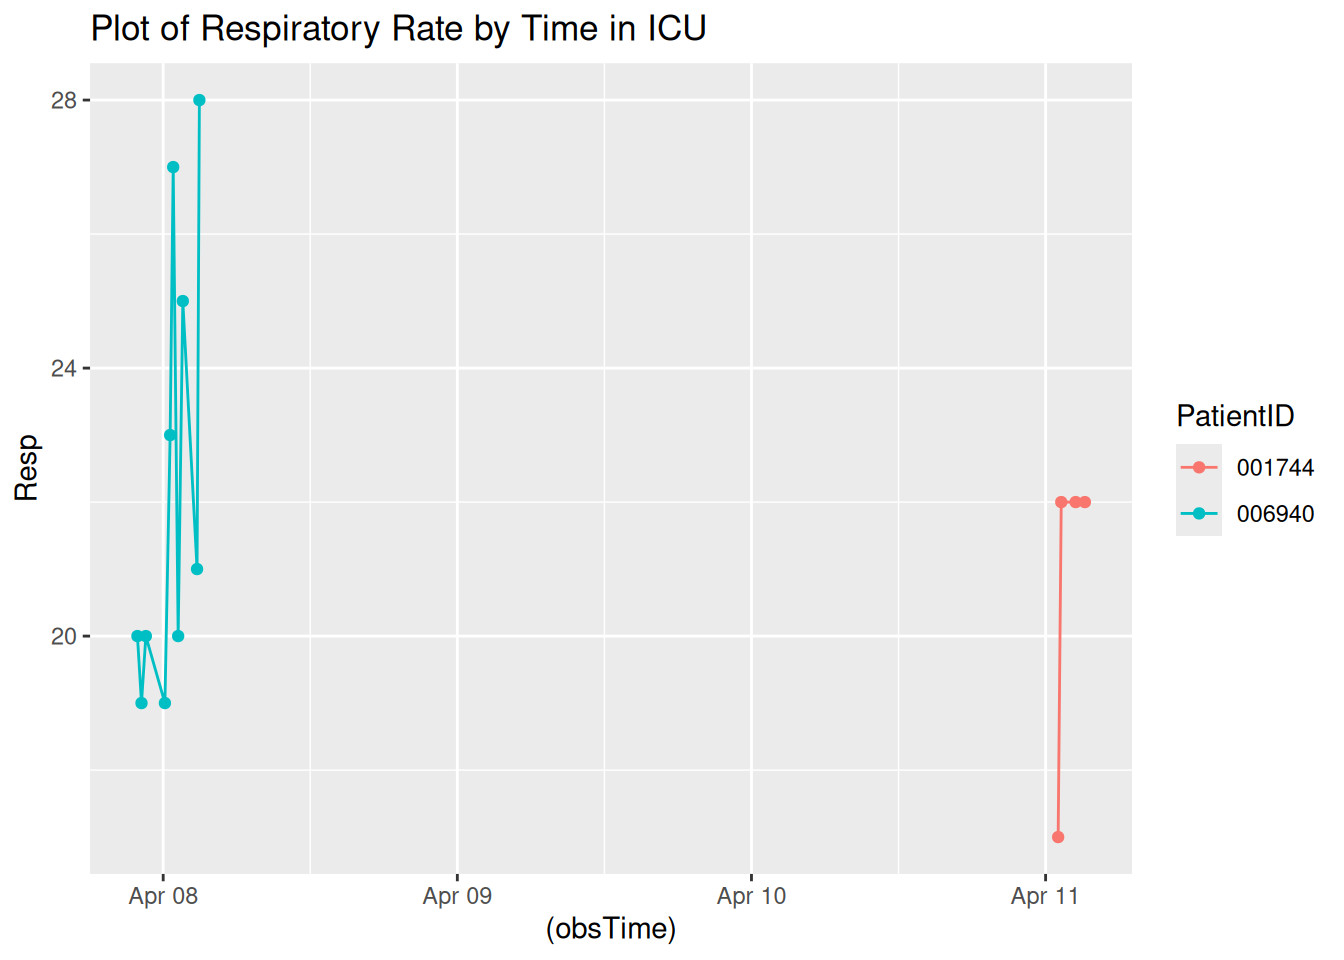 Plot of Respiratory Rate by Time in ICU
28
24
20
Resp
Apr 08
Apr 09
Apr 10
Apr 11
(obsTime)
PatientID
001744
006940